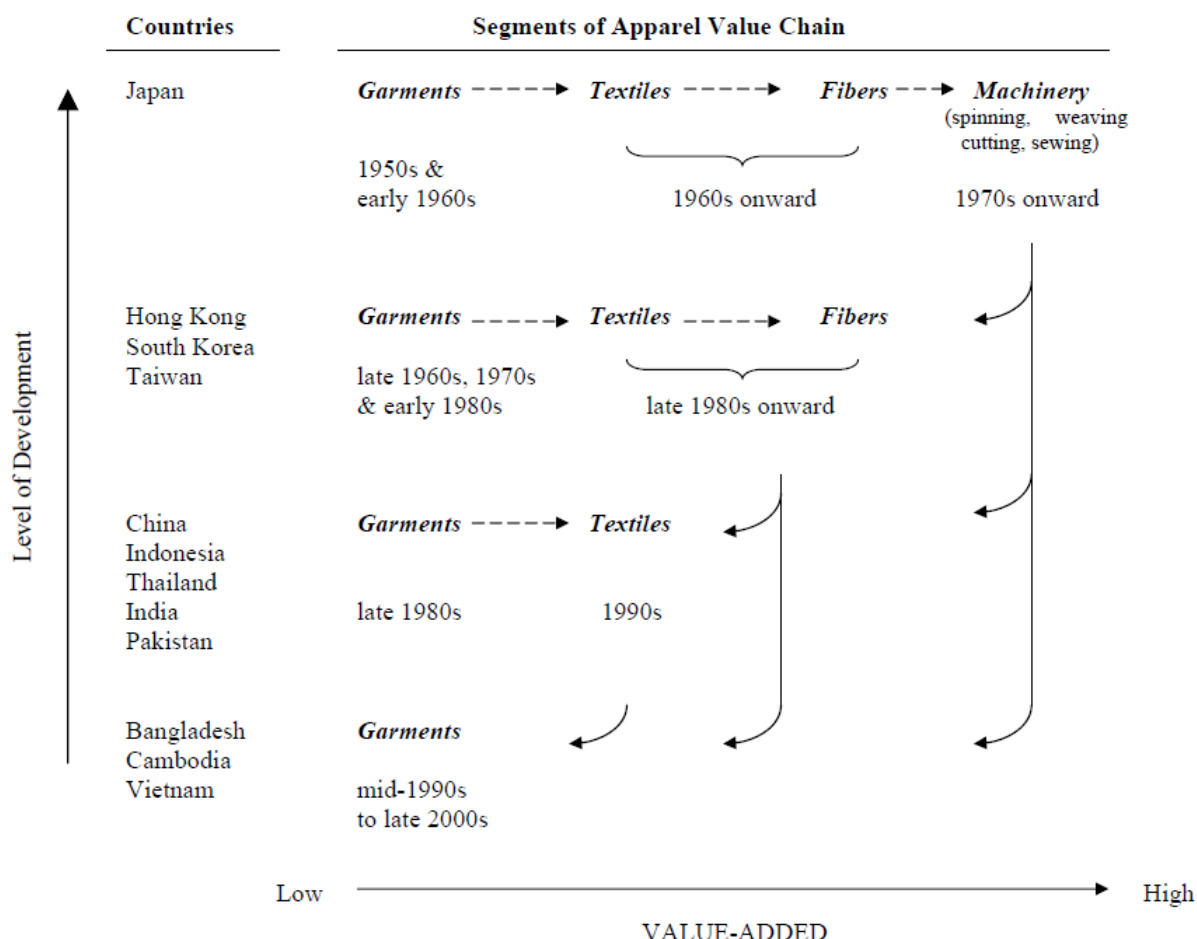 Countries
Segments of Apparel Value Chain
Japan
Garments
Textiles
Fibers
Machinery
(spinning, weaving
cutting, sewing)
1950s &
early 1960s
1960s onward
1970s onward
Hong Kong
South Korea
Taiwan
Garments
Textiles
Fibers
late 1960s, 1970s
& early 1980s
late 1980s onward
Level of Development
China
Indonesia
Thailand
India
Pakistan
Garments
Textiles
late 1980s
1990s
Bangladesh
Cambodia
Vietnam
Garments
mid-1990s
to late 2000s
Low
High
VALUE-ADDED